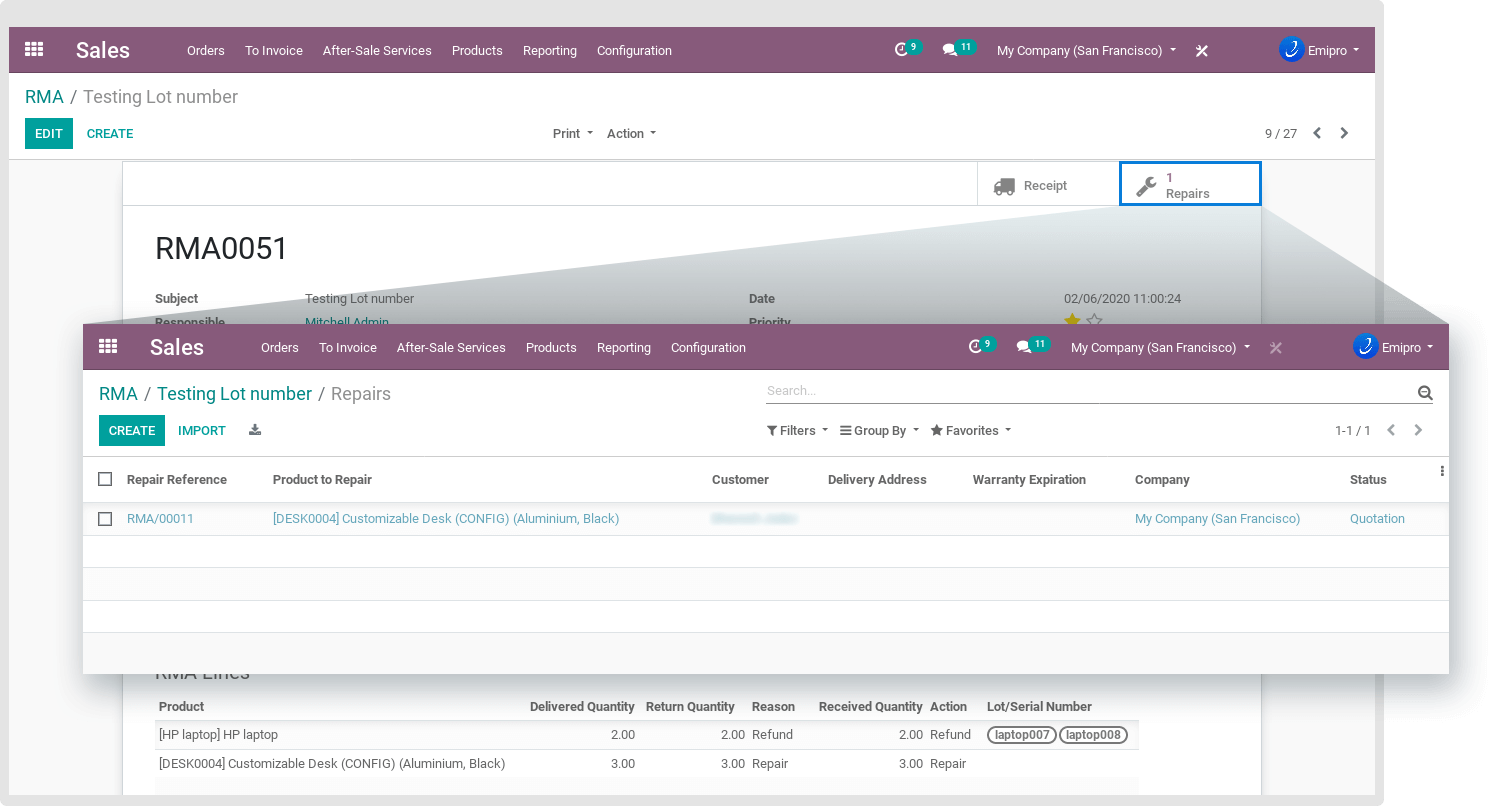 Sales Orders To Invoice After-Sale Services Products Reporting Configuration 9 11 My Company (San Francisco) Emipro
RMA / Testing Lot number
EDIT CREATE Print Action 9 / 27
Receipt 1 Repairs
RMA0051
Subject Testing Lot number Date 02/06/2020 11:00:24
Responsible Mitchell Admin Priority
Sales Orders To Invoice After-Sale Services Products Reporting Configuration 9 11 My Company (San Francisco) Emipro
RMA / Testing Lot number / Repairs Search...
CREATE IMPORT Filters Group By Favorites 1-1 / 1
Repair Reference Product to Repair Customer Delivery Address Warranty Expiration Company Status
RMA/00011 [DESK0004] Customizable Desk (CONFIG) (Aluminium, Black) My Company (San Francisco) Quotation
RMA Lines
Product Delivered Quantity Return Quantity Reason Received Quantity Action Lot/Serial Number
[HP laptop] HP laptop 2.00 2.00 Refund 2.00 Refund laptop007 laptop008
[DESK0004] Customizable Desk (CONFIG) (Aluminium, Black) 3.00 3.00 Repair 3.00 Repair